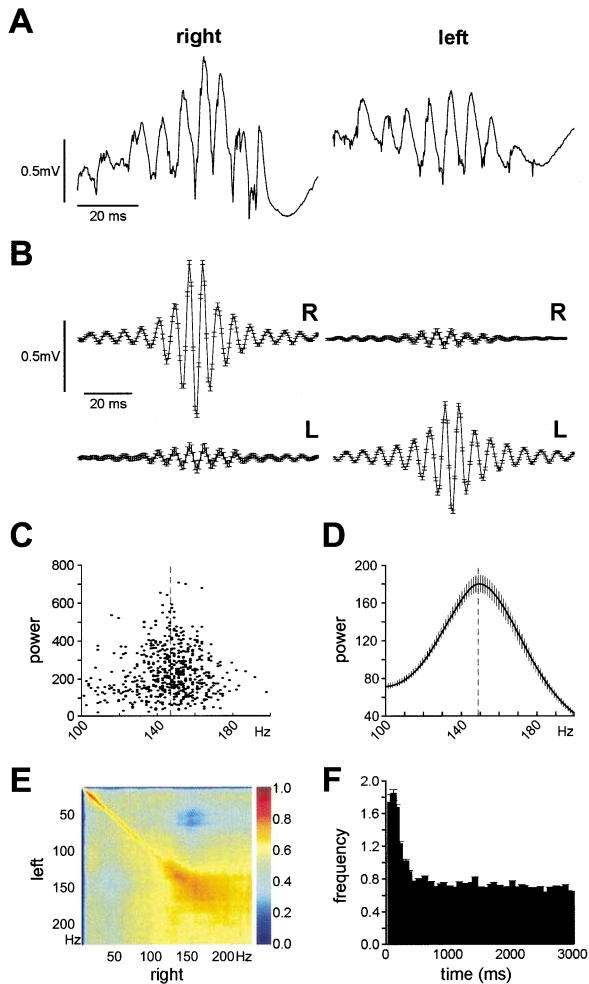 A
right
left
0.5mV
20 ms
B
R
R
0.5mV
20 ms
L
L
C
D
800
600
400
200
0
power
100
140
180
Hz
200
160
120
80
40
power
100
140
180
Hz
E
F
50
100
150
200
Hz
left
50
100
150
200Hz
right
1.0
0.8
0.6
0.4
0.2
0.0
2.0
1.6
1.2
0.8
0.4
0.0
frequency
0
1000
2000
3000
time (ms)